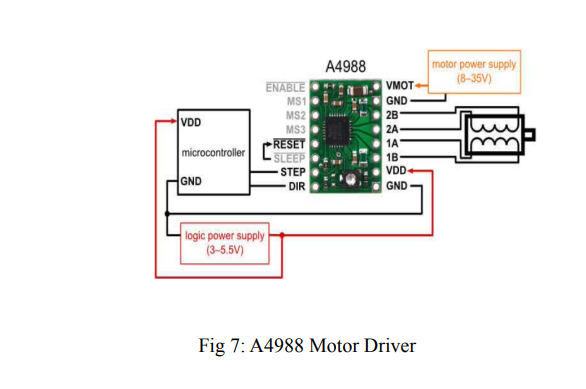 A4988
motor power supply
(8–35V)
ENABLE
MS1
MS2
MS3
RESET
SLEEP
STEP
DIR
VMOT
GND
2B
2A
1A
1B
VDD
GND
VDD
microcontroller
GND
logic power supply
(3–5.5V)
Fig 7: A4988 Motor Driver